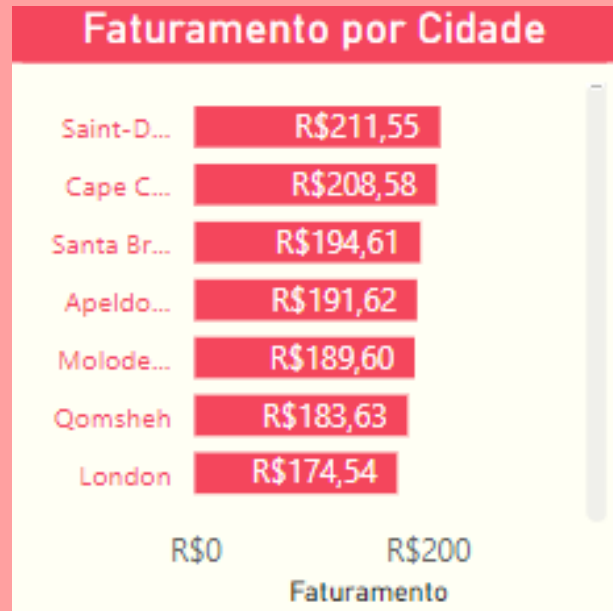 Faturamento por Cidade
Saint-D... R$211,55
Cape C... R$208,58
Santa Br... R$194,61
Apeldo... R$191,62
Molode... R$189,60
Qomsheh R$183,63
London R$174,54
R$0 R$200
Faturamento